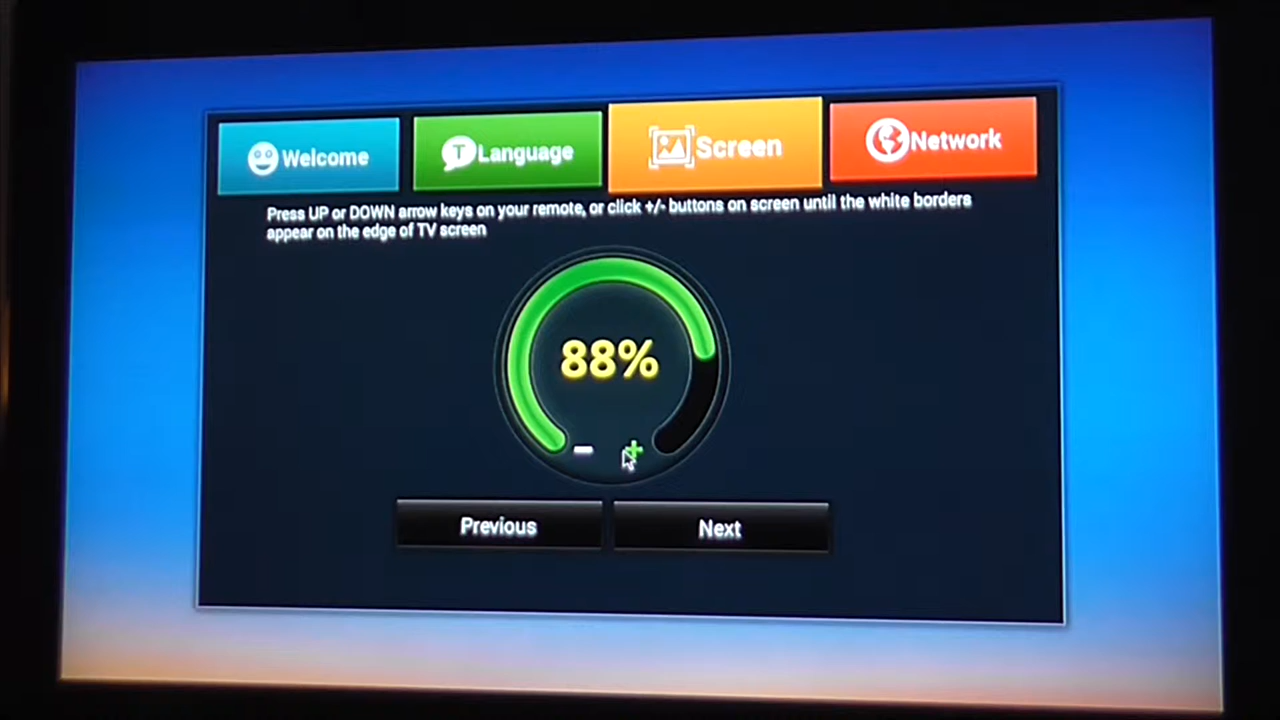 Welcome
Language
Screen
Network
Press UP or DOWN arrow keys on your remote, or click +/- buttons on screen until the white borders
appear on the edge of TV screen
88%
- +
Previous
Next